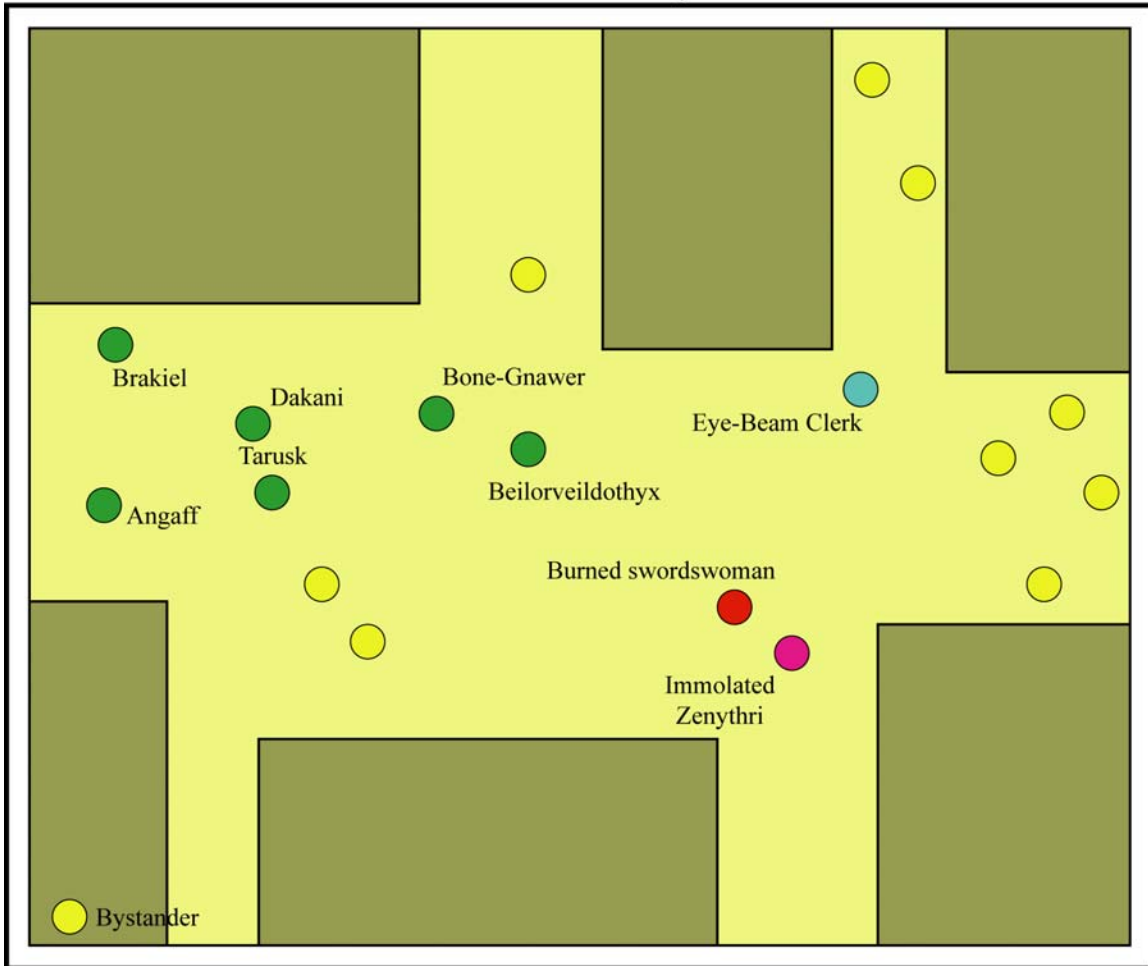 Brakiel
Dakani
Bone-Gnawer
Eye-Beam Clerk
Tarusk
Beilorveildothyx
Angaff
Burned swordswoman
Immolated
Zenythri
Bystander